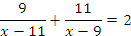 9/(x − 11) + 11/(x − 9) = 2